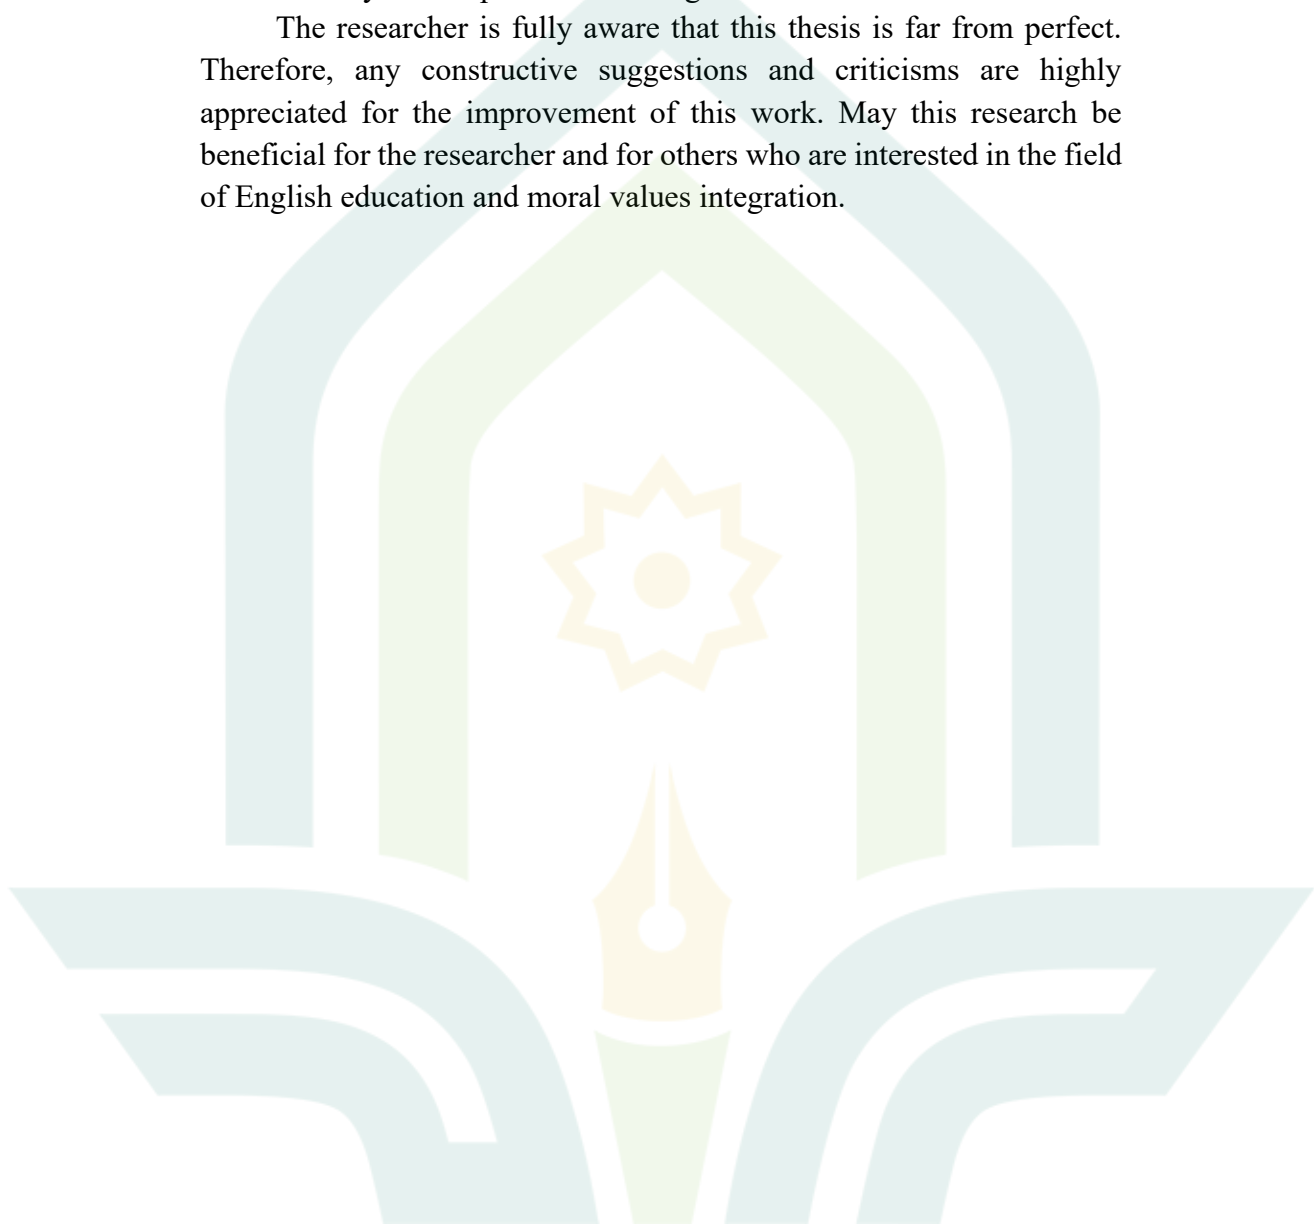 The researcher is fully aware that this thesis is far from perfect.
Therefore, any constructive suggestions and criticisms are highly
appreciated for the improvement of this work. May this research be
beneficial for the researcher and for others who are interested in the field
of English education and moral values integration.